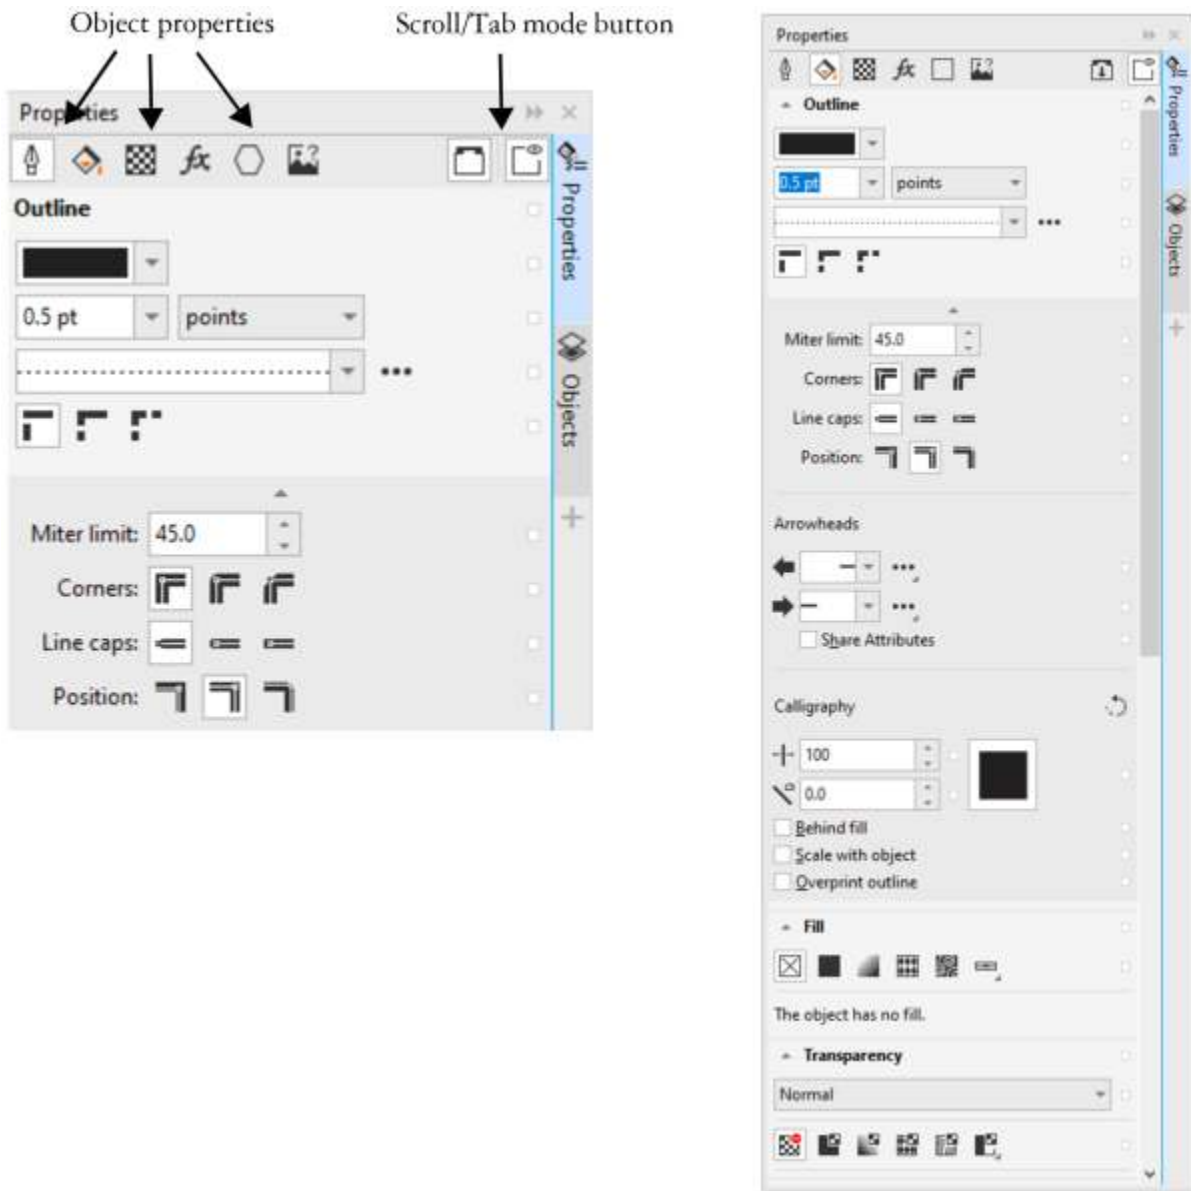 Object properties
Scroll/Tab mode button
Properties
fx
Outline
0.5 pt
points
Miter limit: 45.0
Corners:
Line caps:
Position:
Properties
Objects
Properties
fx
Outline
0.5 pt
points
Miter limit: 45.0
Corners:
Line caps:
Position:
Arrowheads
Share Attributes
Calligraphy
100
0.0
Behind fill
Scale with object
Overprint outline
Fill
The object has no fill.
Transparency
Normal
Properties
Objects